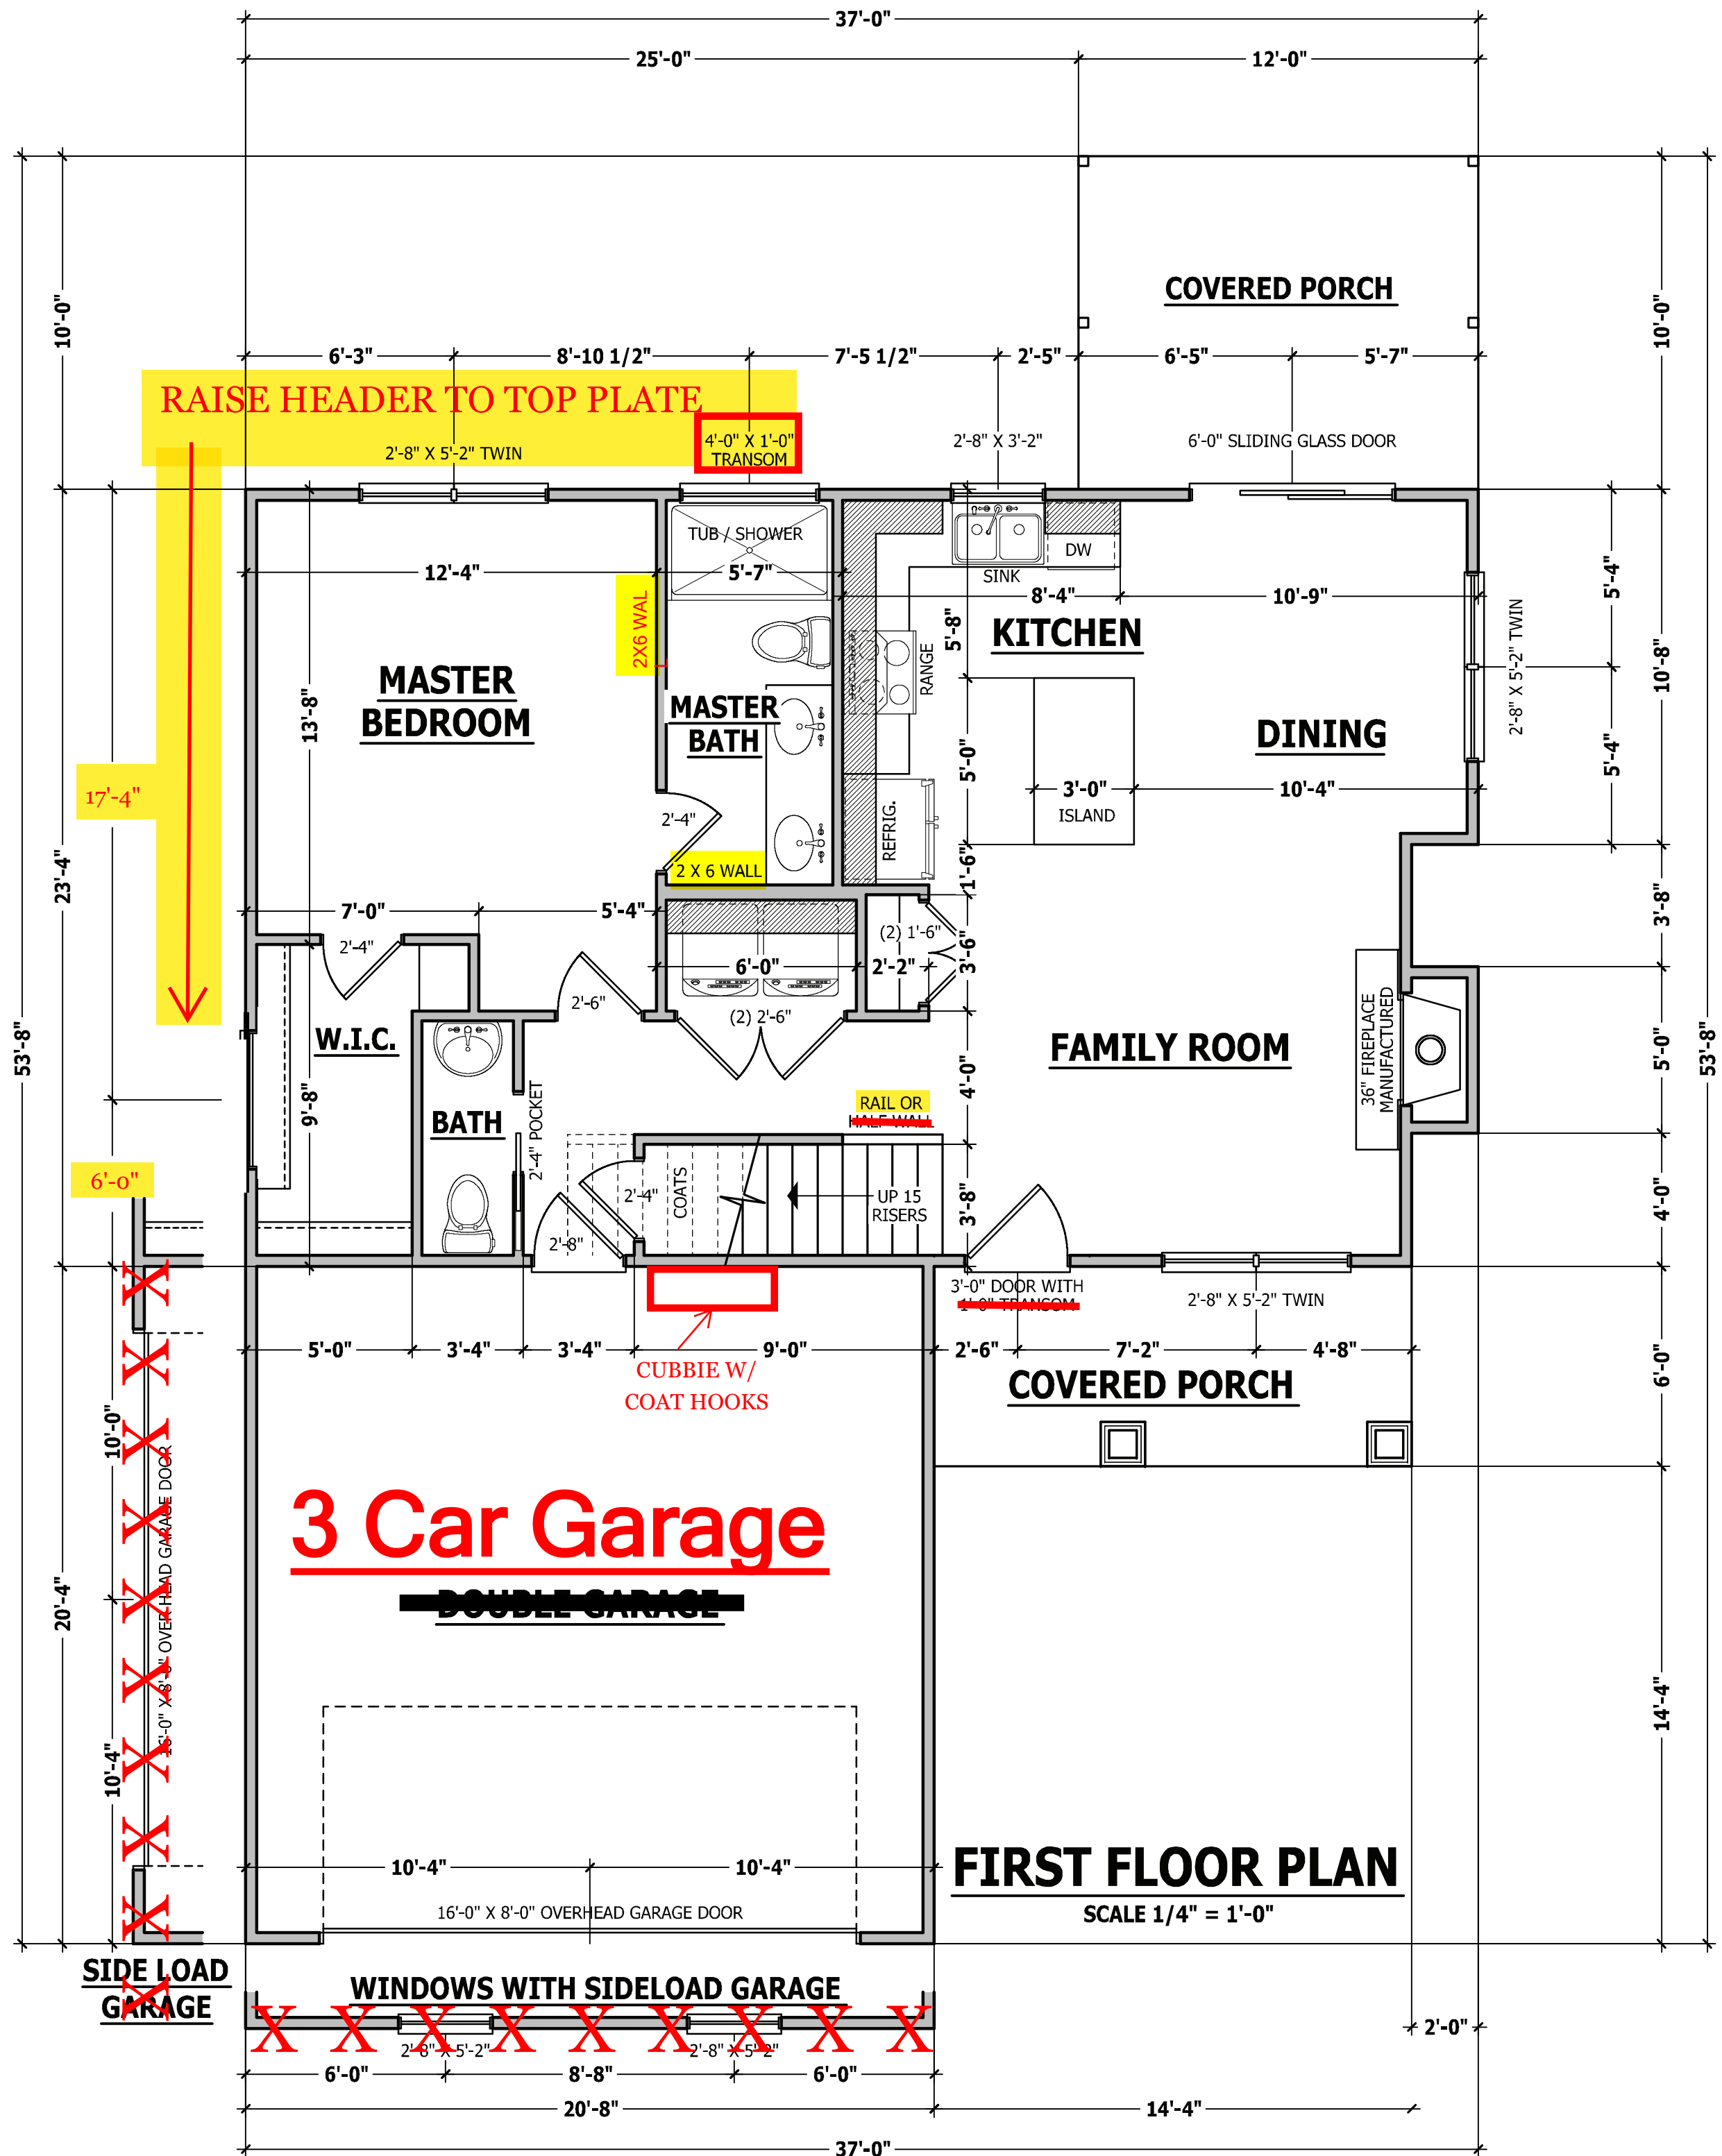 37'-0"
25'-0"
12'-0"
COVERED PORCH
10'-0"
10'-0"
6'-3"
8'-10 1/2"
7'-5 1/2"
2'-5"
6'-5"
5'-7"
RAISE HEADER TO TOP PLATE
2'-8" X 5'-2" TWIN
4'-0" X 1'-0"
TRANSOM
2'-8" X 3'-2"
6'-0" SLIDING GLASS DOOR
TUB / SHOWER
DW
SINK
12'-4"
5'-7"
8'-4"
10'-9"
5'-4"
2X6 WAL
L
5'-8"
KITCHEN
2'-8" X 5'-2" TWIN
10'-8"
RANGE
MASTER
BEDROOM
13'-8"
MASTER
BATH
DINING
5'-4"
17'-4"
5'-0"
3'-0"
ISLAND
10'-4"
2'-4"
REFRIG.
2 X 6 WALL
1'-6"
23'-4"
3'-8"
7'-0"
5'-4"
2'-4"
(2) 1'-6"
3'-6"
6'-0"
2'-2"
2'-6"
(2) 2'-6"
W.I.C.
FAMILY ROOM
36" FIREPLACE
MANUFACTURED
5'-0"
53'-8"
53'-8"
9'-8"
BATH
2'-4" POCKET
4'-0"
RAIL OR
HALF WALL
6'-0"
2'-4"
COATS
UP 15
RISERS
3'-8"
4'-0"
2'-8"
3'-0" DOOR WITH
1'-0" TRANSOM
2'-8" X 5'-2" TWIN
5'-0"
3'-4"
3'-4"
9'-0"
2'-6"
7'-2"
4'-8"
6'-0"
CUBBIE W/
COAT HOOKS
COVERED PORCH
10'-0"
16'-0" X 8'-0" OVERHEAD GARAGE DOOR
X
X
X
X
X
X
X
X
X
X
3 Car Garage
DOUBLE GARAGE
20'-4"
14'-4"
10'-4"
10'-4"
10'-4"
16'-0" X 8'-0" OVERHEAD GARAGE DOOR
FIRST FLOOR PLAN
SCALE 1/4" = 1'-0"
SIDE LOAD
GARAGE
WINDOWS WITH SIDELOAD GARAGE
X X X X X X X X X
2'-8" X 5'-2"
2'-8" X 5'-2"
2'-0"
6'-0"
8'-8"
6'-0"
20'-8"
14'-4"
37'-0"